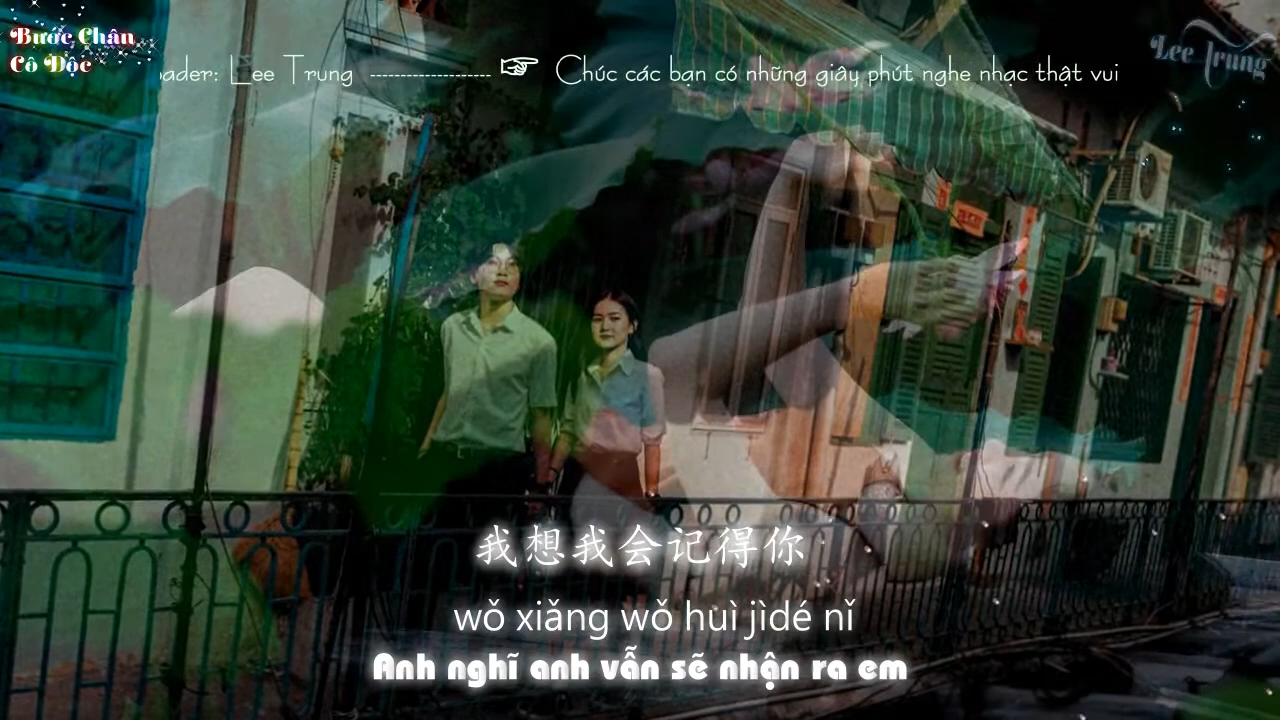 Bước Chân
Cô Độc
oader: Lee Trung -------------------- ☞ Chúc các bạn có những giây phút nghe nhạc thật vui
Lee Trung
我想我会记得你
wǒ xiǎng wǒ huì jìdé nǐ
Anh nghĩ anh vẫn sẽ nhận ra em